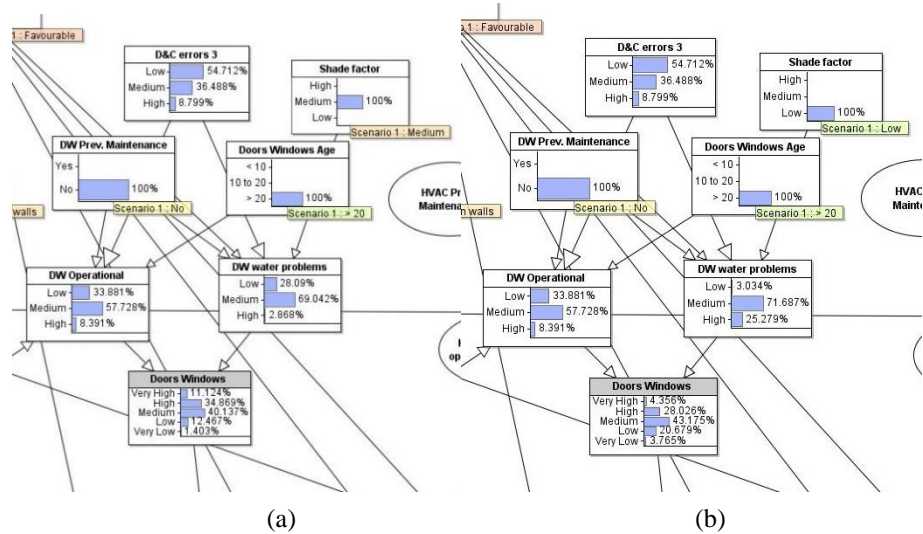 1 : Favourable
D&C errors 3
Low 54.712%
Medium 36.488%
High 8.799%
Shade factor
High
Medium 100%
Low
Scenario 1 : Medium
DW Prev. Maintenance
Yes
No 100%
Scenario 1 : No
Doors Windows Age
< 10
10 to 20
> 20 100%
Scenario 1 : > 20
HVAC Pr
Maintena
walls
DW Operational
Low 33.881%
Medium 57.728%
High 8.391%
DW water problems
Low 28.09%
Medium 69.042%
High 2.868%
Doors Windows
Very High 11.124%
High 34.869%
Medium 40.137%
Low 12.467%
Very Low 1.403%
(a)
o 1 : Favourable
D&C errors 3
Low 54.712%
Medium 36.488%
High 8.799%
Shade factor
High
Medium
Low 100%
Scenario 1 : Low
DW Prev. Maintenance
Yes
No 100%
Scenario 1 : No
Doors Windows Age
< 10
10 to 20
> 20 100%
Scenario 1 : > 20
HVAC
Mainte
n walls
DW Operational
Low 33.881%
Medium 57.728%
High 8.391%
DW water problems
Low 3.034%
Medium 71.687%
High 25.279%
op
Doors Windows
Very High 4.356%
High 28.026%
Medium 43.175%
Low 20.679%
Very Low 3.765%
(b)